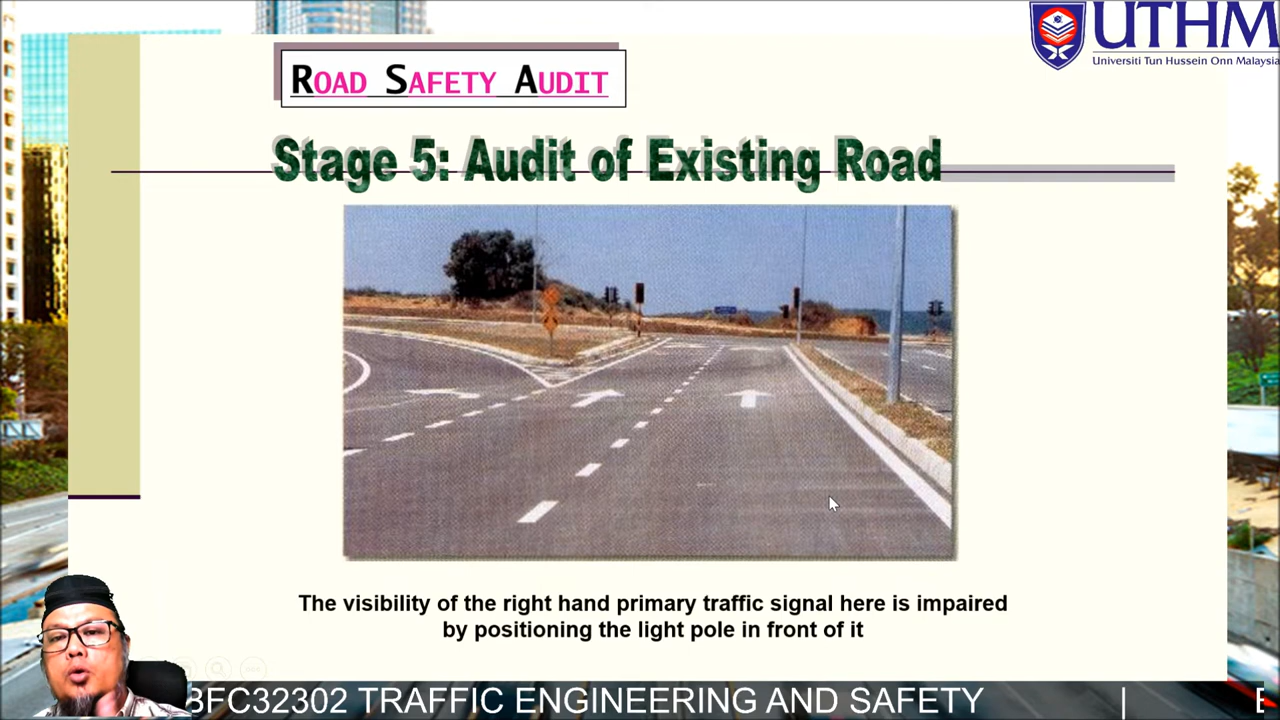 UTHM
Universiti Tun Hussein Onn Malaysia
ROAD SAFETY AUDIT
Stage 5: Audit of Existing Road
The visibility of the right hand primary traffic signal here is impaired
by positioning the light pole in front of it
BFC32302 TRAFFIC ENGINEERING AND SAFETY | E